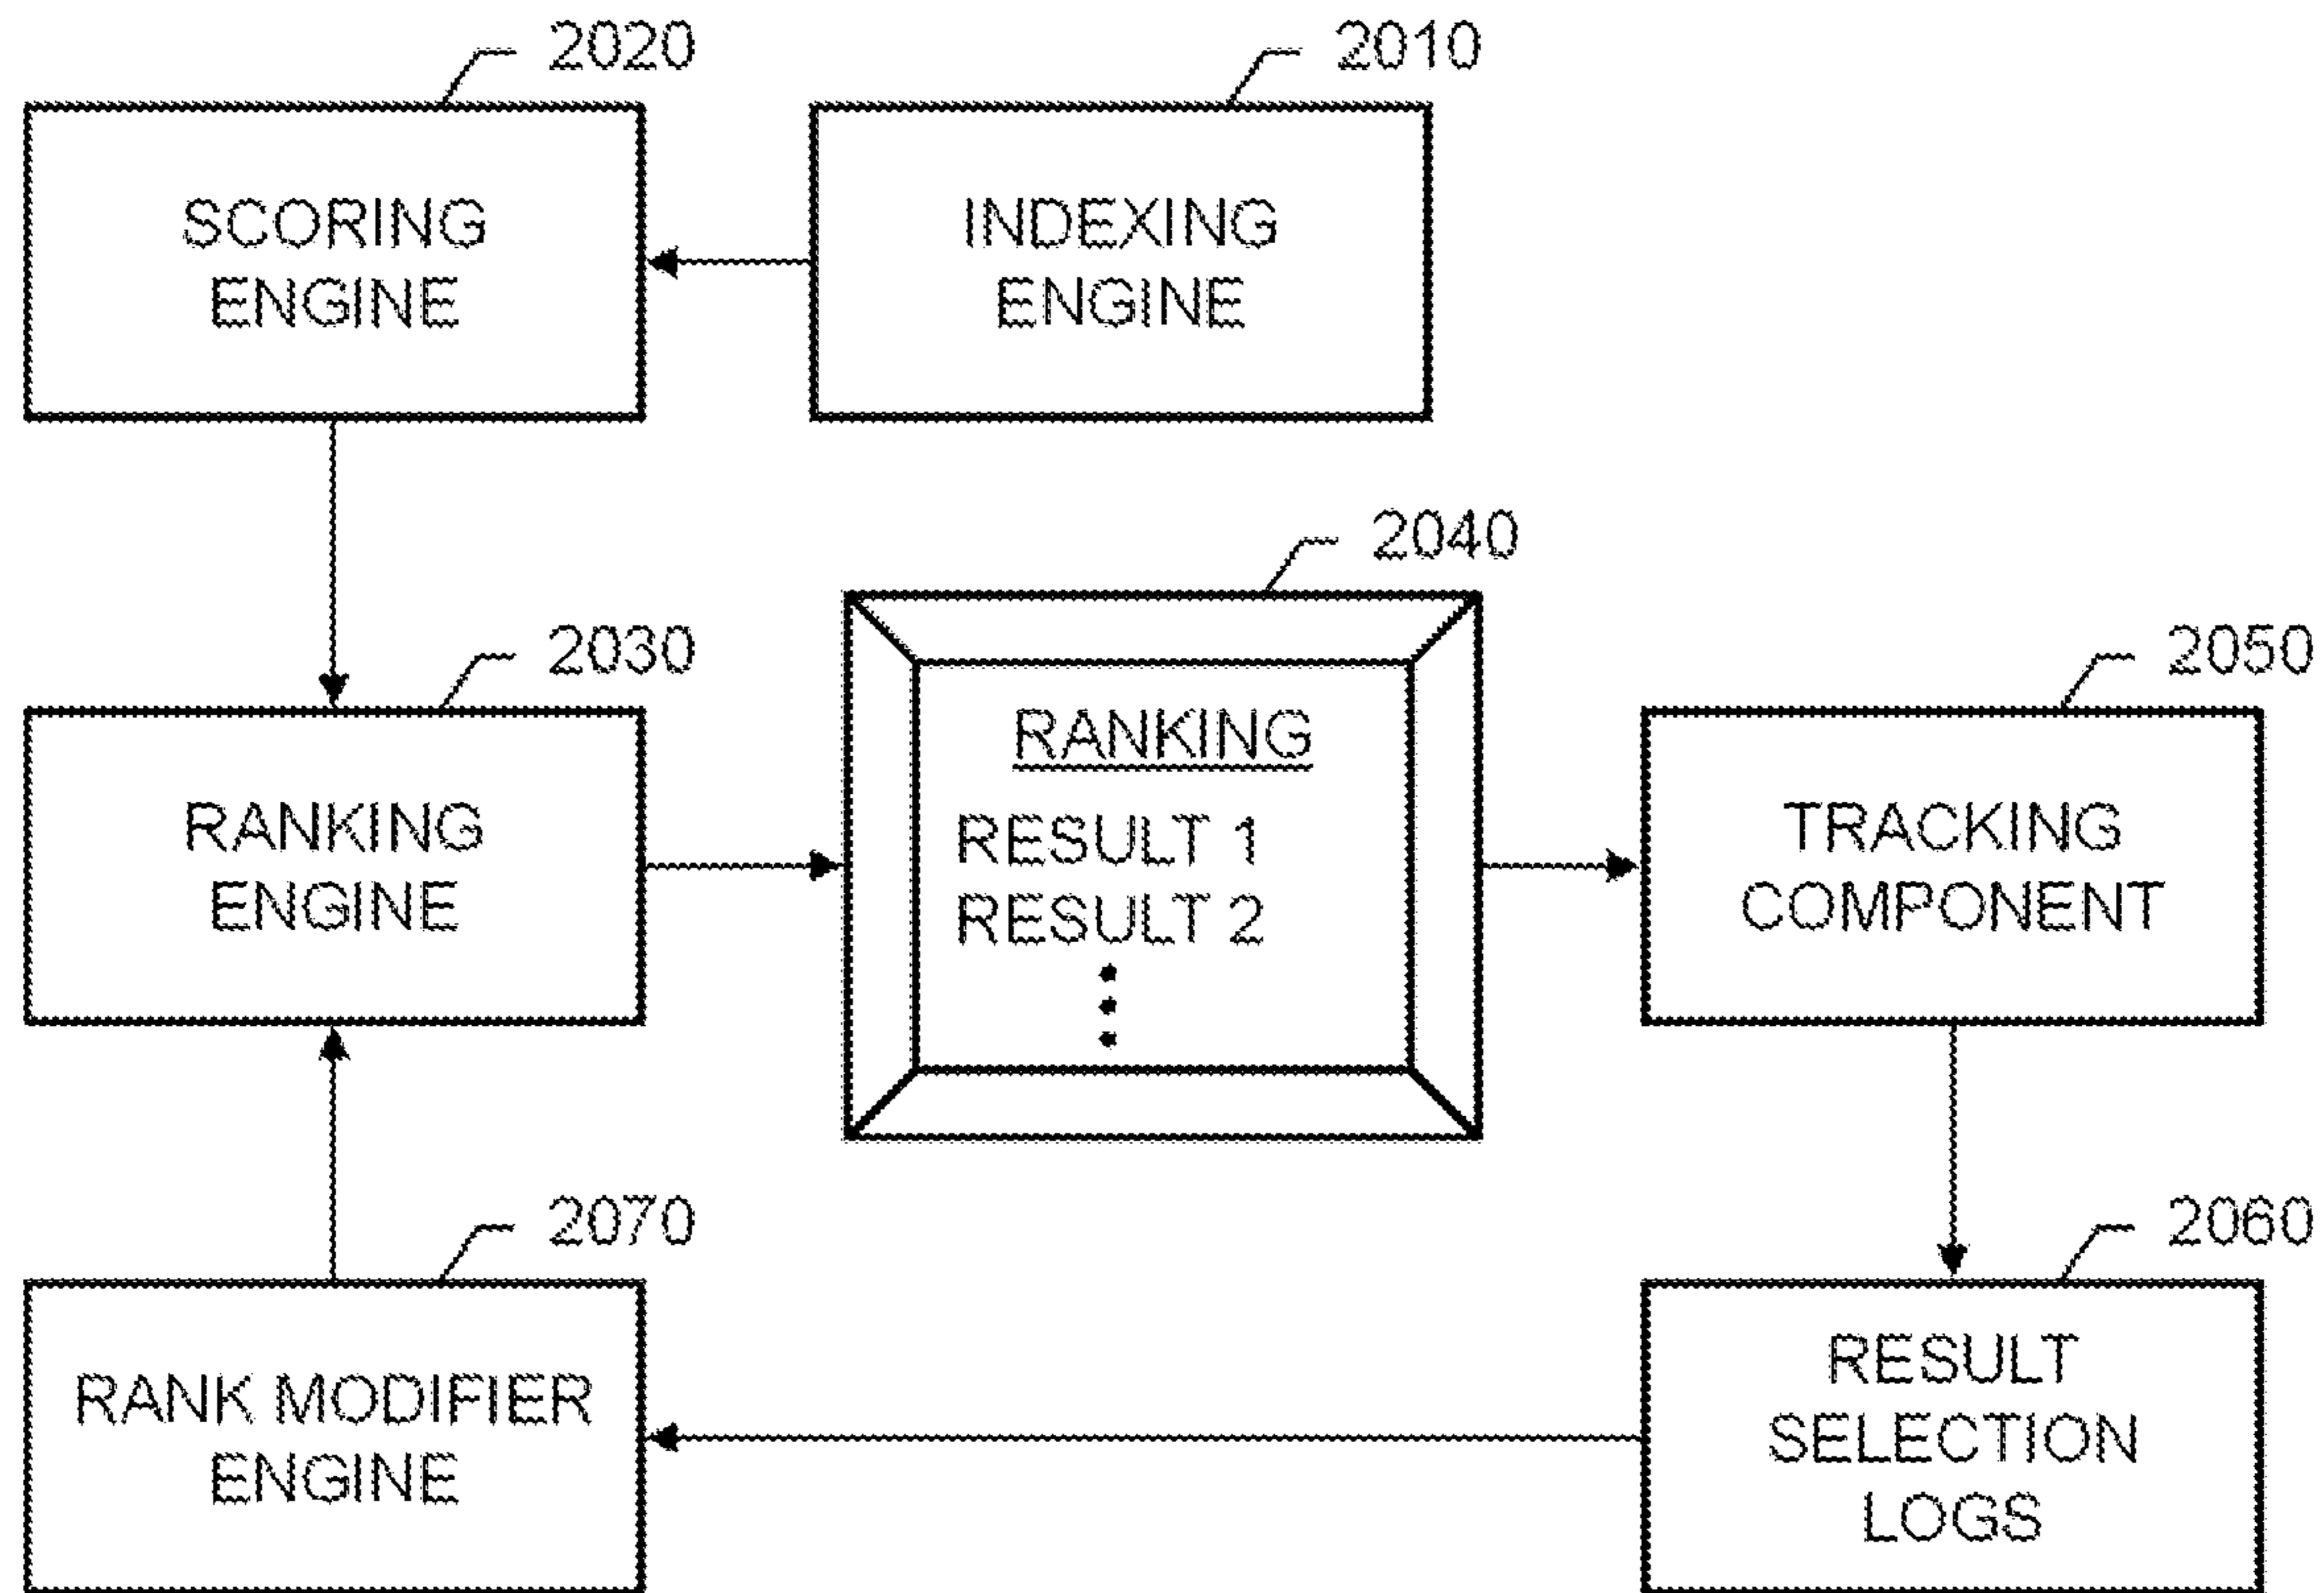 2020
2010
SCORING
ENGINE
INDEXING
ENGINE
2040
2030
2050
RANKING
ENGINE
RANKING
RESULT 1
RESULT 2
TRACKING
COMPONENT
2070
2060
RANK MODIFIER
ENGINE
RESULT
SELECTION
LOGS